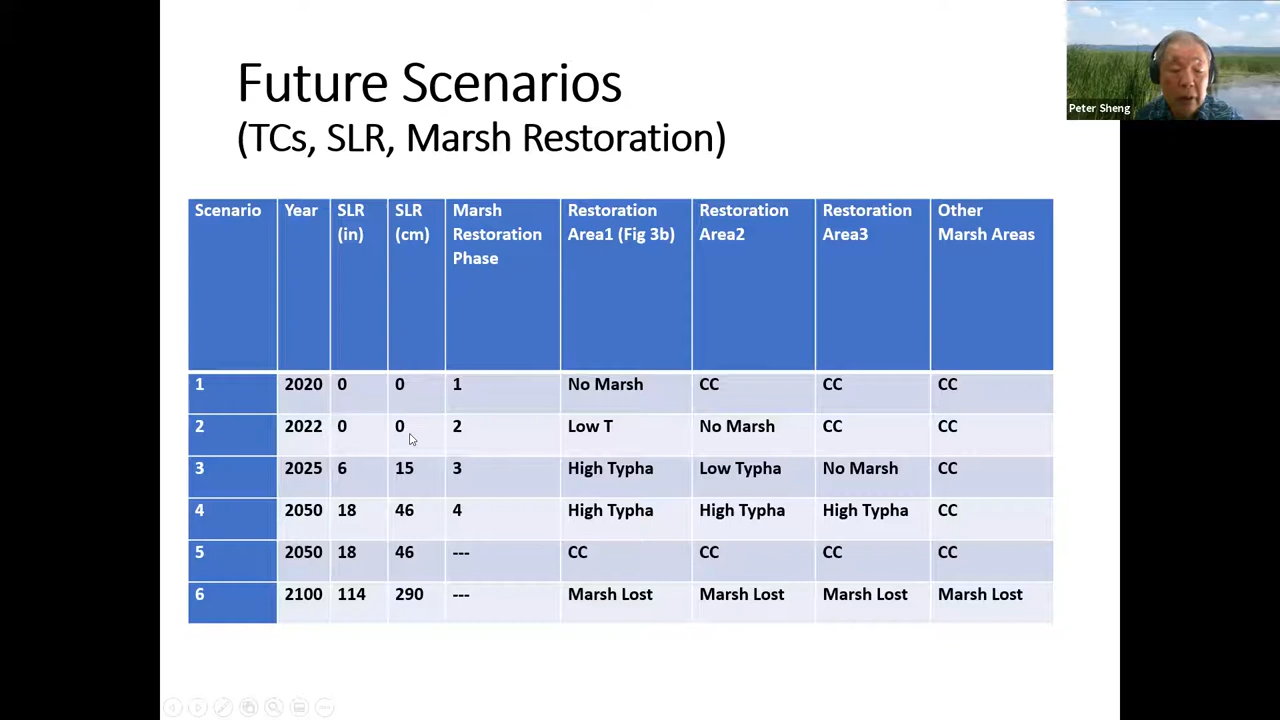 Future Scenarios
(TCs, SLR, Marsh Restoration)
Peter Sheng
Scenario Year SLR (in) SLR (cm) Marsh Restoration Phase Restoration Area1 (Fig 3b) Restoration Area2 Restoration Area3 Other Marsh Areas
1 2020 0 0 1 No Marsh CC CC CC
2 2022 0 0 2 Low T No Marsh CC CC
3 2025 6 15 3 High Typha Low Typha No Marsh CC
4 2050 18 46 4 High Typha High Typha High Typha CC
5 2050 18 46 --- CC CC CC CC
6 2100 114 290 --- Marsh Lost Marsh Lost Marsh Lost Marsh Lost